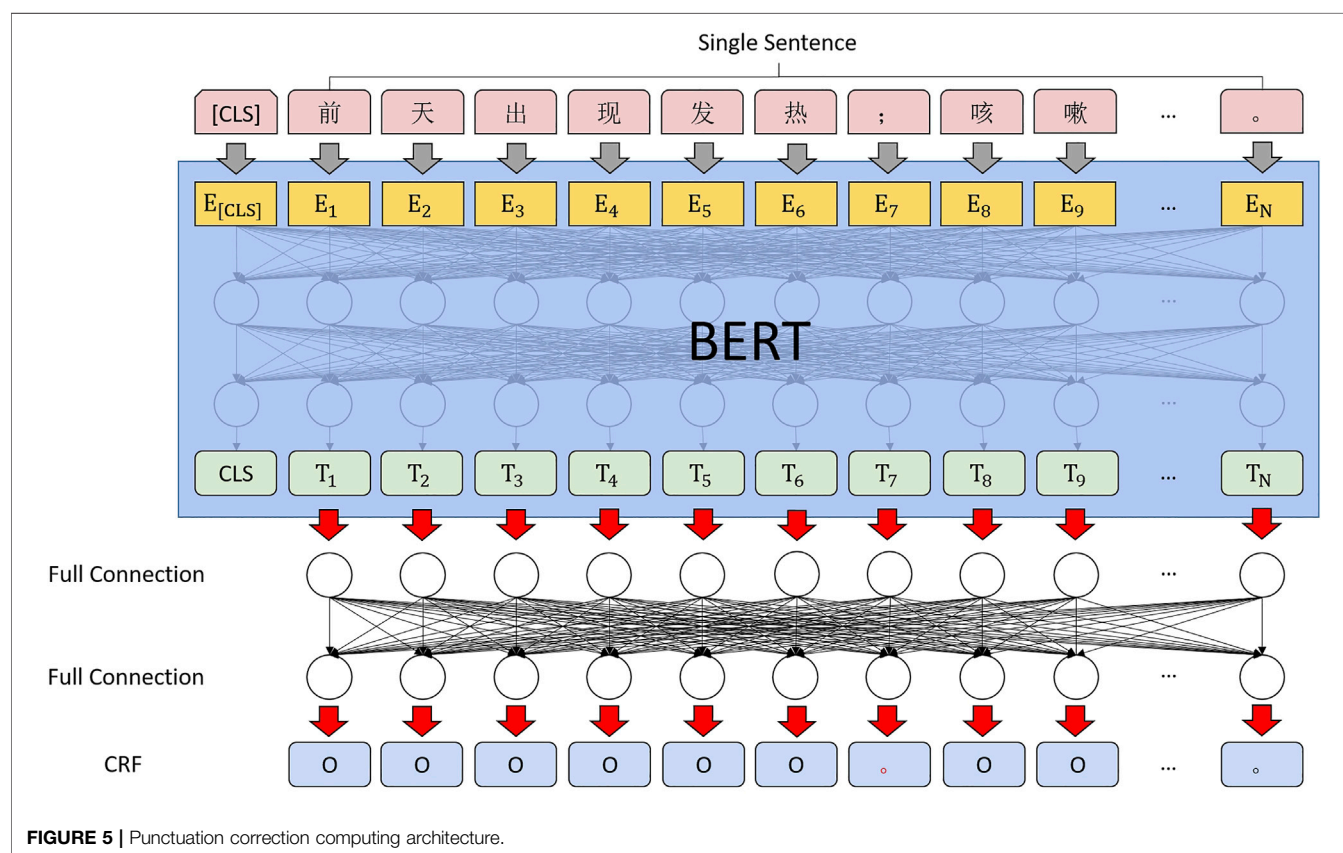 Single Sentence
[CLS] 前 天 出 现 发 热 ； 咳 嗽 ... 。
E[CLS] E1 E2 E3 E4 E5 E6 E7 E8 E9 ... EN
...
BERT
...
CLS T1 T2 T3 T4 T5 T6 T7 T8 T9 ... TN
Full Connection ...
Full Connection ...
CRF O O O O O O 。 O O ... 。
FIGURE 5 | Punctuation correction computing architecture.